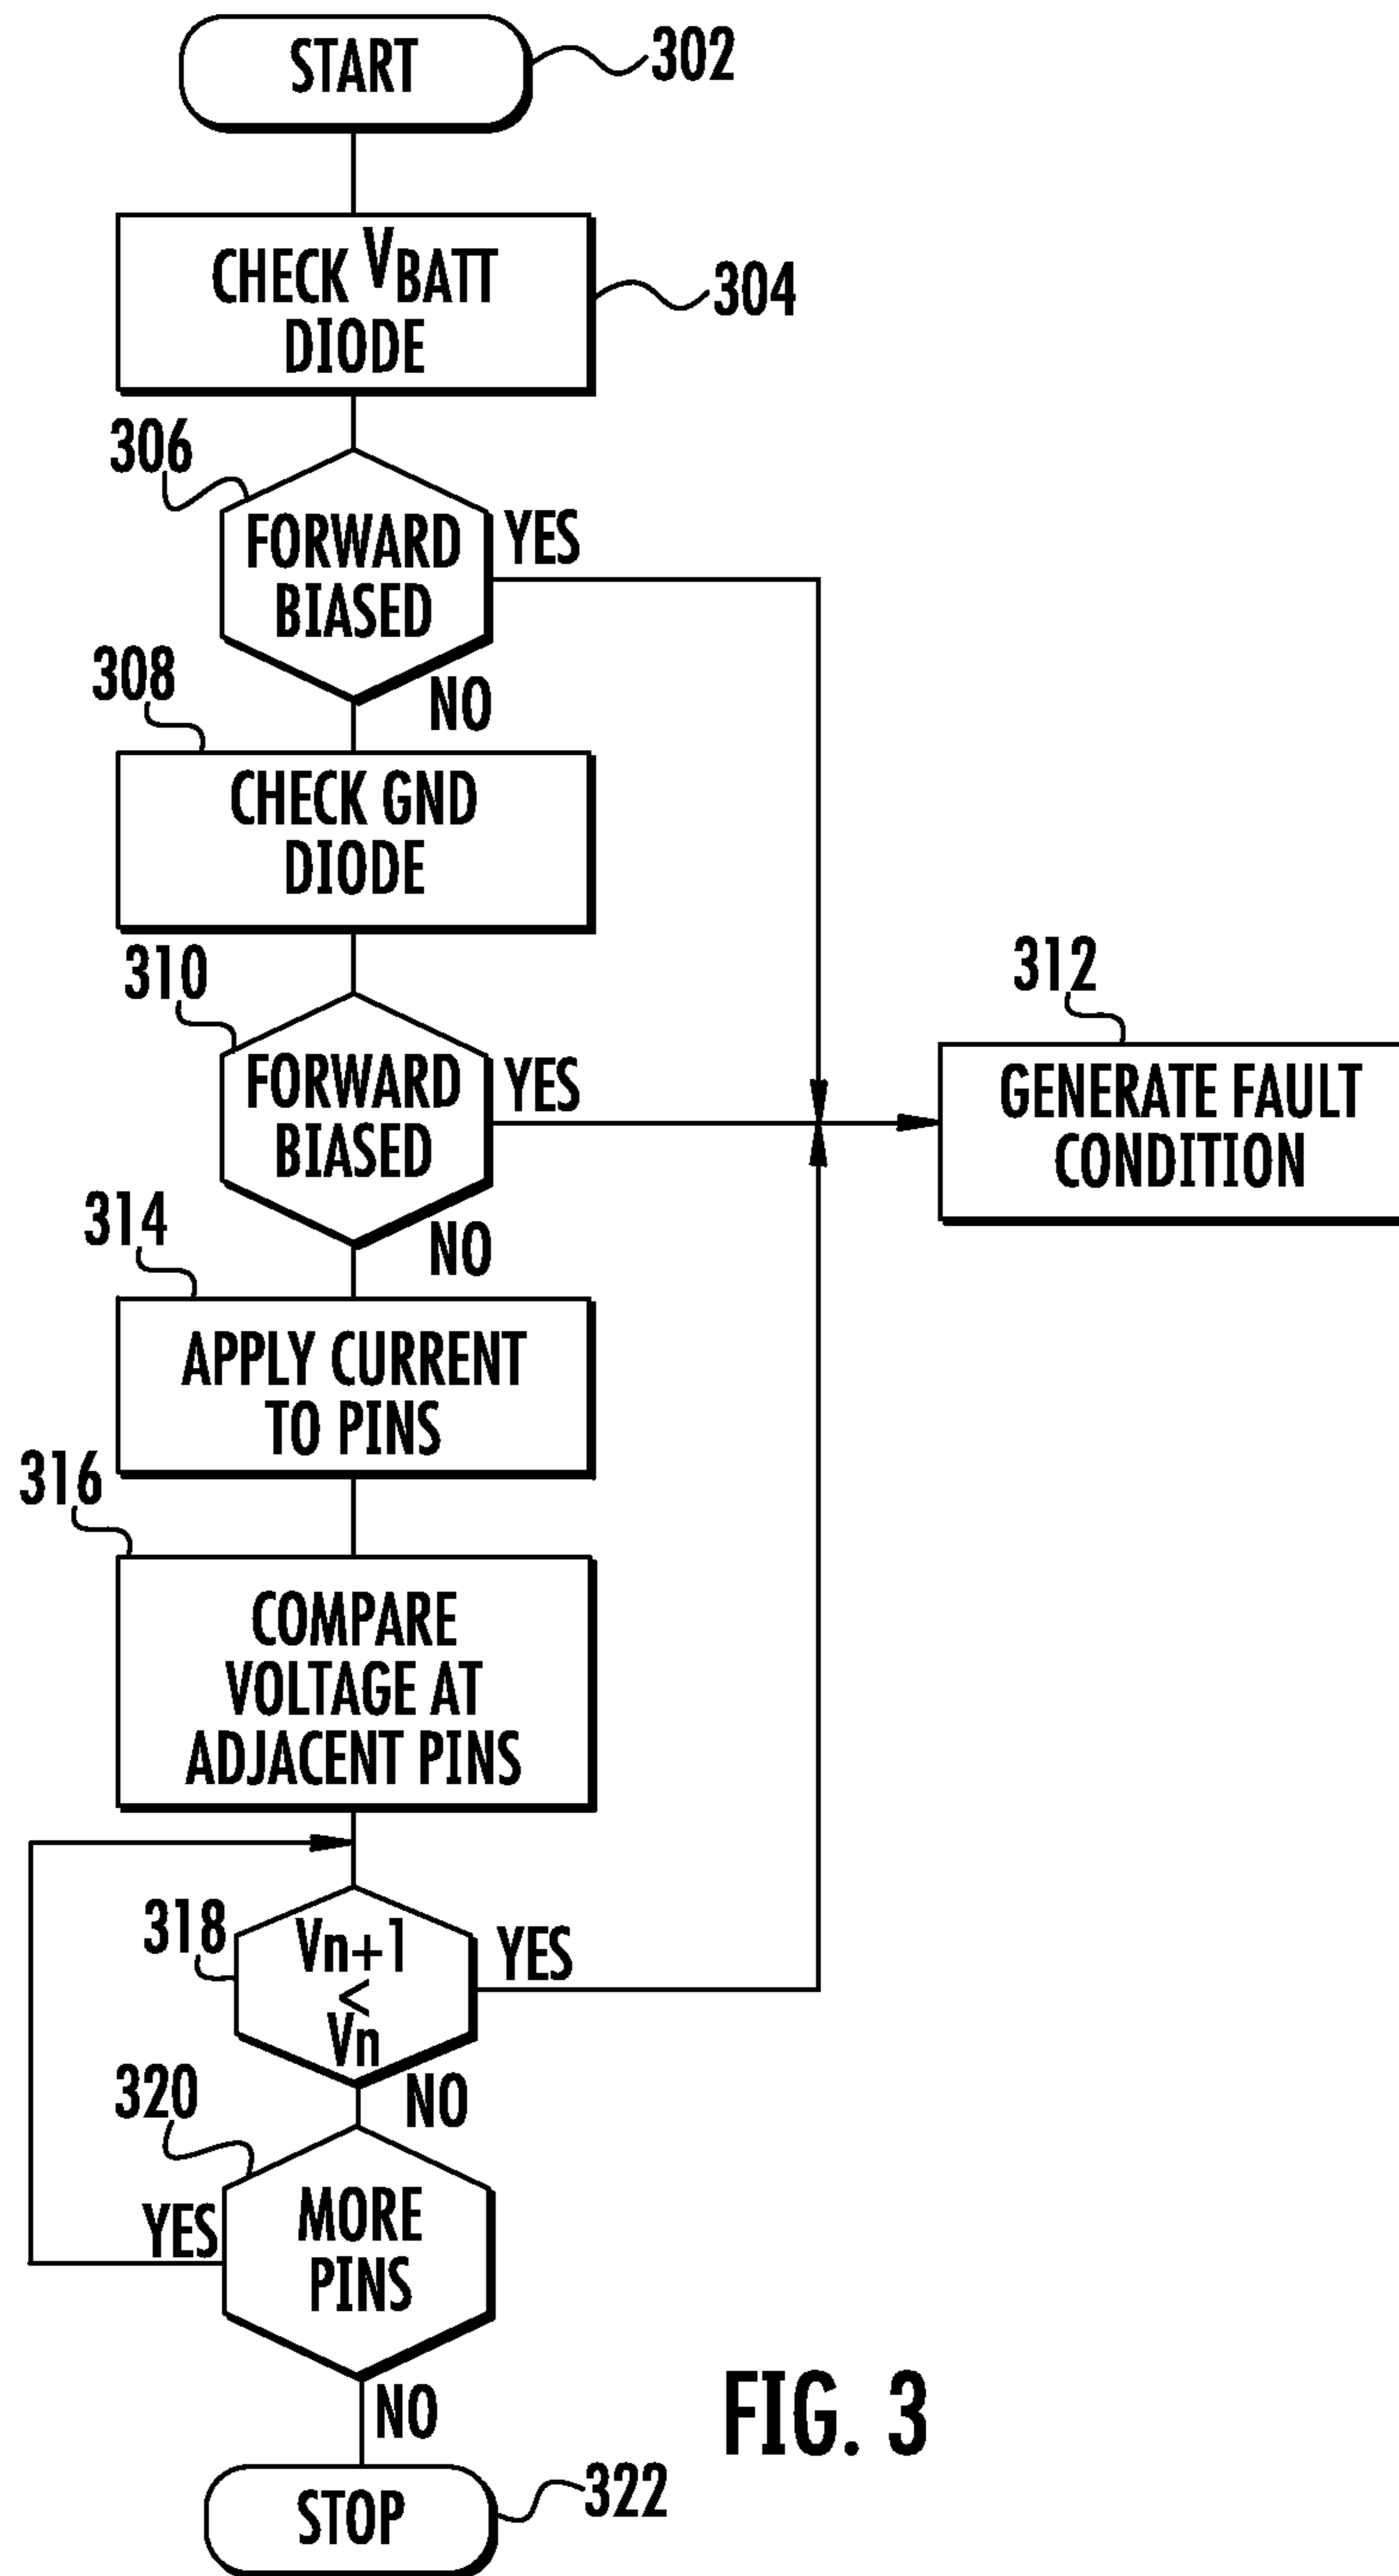 START
302
CHECK VBATT
DIODE
304
306
FORWARD
BIASED
YES
NO
308
CHECK GND
DIODE
310
FORWARD
BIASED
YES
NO
312
GENERATE FAULT
CONDITION
314
APPLY CURRENT
TO PINS
316
COMPARE
VOLTAGE AT
ADJACENT PINS
318
Vn+1
<
Vn
YES
NO
320
MORE
PINS
YES
NO
STOP
322
FIG. 3